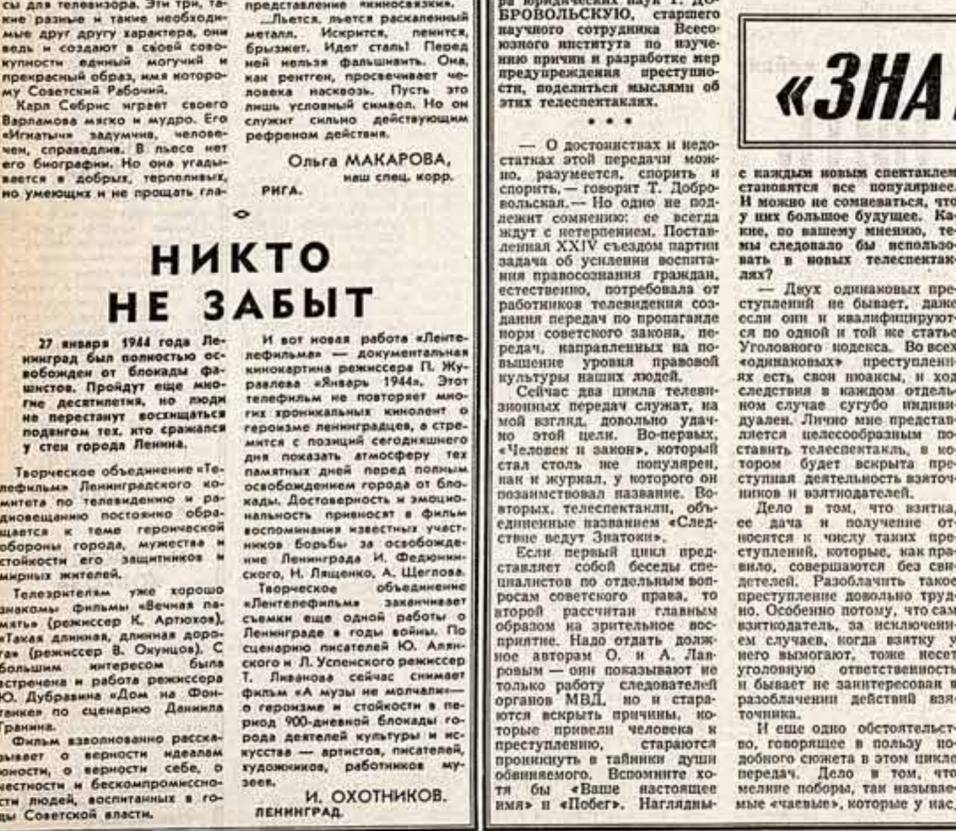 сы для телевизора. Эти три, та-
кие разные и такие необходи-
мые друг другу характера, они
ведь и создают в своей сово-
купности единый могучий и
прекрасный образ, имя которо-
му Советский Рабочий.
Карл Себрис играет своего
Варламова мягко и мудро. Его
«Игнатыч» задумчив, человек-
чен, справедлив. В пьесе нет
его биографии. Но она угады-
вается в добрых, терпеливых,
но умеющих и не прощать гла-
представление «киносвязки».
...Льется, льется раскаленный
металл. Искрится, пенится,
брызжет. Идет сталь! Перед
ней нельзя фальшивить. Она,
как рентген, просвечивает че-
ловека насквозь. Пусть это
лишь условный символ. Но он
служит сильно действующим
рефреном действия.
Ольга МАКАРОВА,
наш спец. корр.
РИГА.
НИКТО
НЕ ЗАБЫТ
27 января 1944 года Ле-
нинград был полностью ос-
вобожден от блокады фа-
шистов. Пройдут еще мно-
гие десятилетия, но люди
не перестанут восхищаться
подвигом тех, кто сражался
у стен города Ленина.
Творческое объединение «Те-
лефильм» Ленинградского ко-
митета по телевидению и ра-
диовещанию постоянно обра-
щается к теме героической
обороны города, мужества и
стойкости его защитников и
мирных жителей.
Телезрителям уже хорошо
знакомы фильмы «Вечная па-
мять» (режиссер К. Артюхов),
«Такая длинная, длинная доро-
га» (режиссер В. Окунцов). С
большим интересом была
встречена и работа режиссера
Ю. Дубравина «Дом на Фон-
танке» по сценарию Даниила
Гранина.
Фильм взволнованно расска-
зывает о верности идеалам
юности, о верности себе, о
честности и бескомпромиссно-
сти людей, воспитанных в го-
ды Советской власти.
И вот новая работа «Ленте-
лефильма» — документальная
кинокартина режиссера П. Жу-
равлева «Январь 1944». Этот
телефильм не повторяет мно-
гих хроникальных кинолент о
героизме ленинградцев, а стре-
мится с позиций сегодняшнего
дня показать атмосферу тех
памятных дней перед полным
освобождением города от бло-
кады. Достоверность и эмоцио-
нальность привносят в фильм
воспоминания известных участ-
ников борьбы за освобожде-
ние Ленинграда И. Федюнин-
ского, Н. Лященко, А. Щеглова.
Творческое объединение
«Лентелефильма» заканчивает
съемки еще одной работы о
Ленинграде в годы войны. По
сценарию писателей Ю. Алян-
ского и Л. Успенского режиссер
Т. Ливанова сейчас снимает
фильм «А музы не молчали» —
о героизме и стойкости в пе-
риод 900-дневной блокады го-
рода деятелей культуры и ис-
кусства — артистов, писателей,
художников, работников му-
зеев.
И. ОХОТНИКОВ.
ЛЕНИНГРАД.
ра юридических наук Т. ДО-
БРОВОЛЬСКУЮ, старшего
научного сотрудника Всесо-
юзного института по изуче-
нию причин и разработке мер
предупреждения преступно-
сти, поделиться мыслями об
этих телеспектаклях.
* * *
— О достоинствах и недо-
статках этой передачи мож-
но, разумеется, спорить и
спорить, — говорит Т. Добро-
вольская. — Но одно не под-
лежит сомнению: ее всегда
ждут с нетерпением. Постав-
ленная XXIV съездом партии
задача об усилении воспита-
ния правосознания граждан,
естественно, потребовала от
работников телевидения соз-
дания передач по пропаганде
норм советского закона, пе-
редач, направленных на по-
вышение уровня правовой
культуры наших людей.
Сейчас два цикла телеви-
зионных передач служат, на
мой взгляд, довольно удач-
но этой цели. Во-первых,
«Человек и закон», который
стал столь же популярен,
как и журнал, у которого он
позаимствовал название. Во-
вторых, телеспектакли, объ-
единенные названием «След-
ствие ведут Знатоки».
Если первый цикл пред-
ставляет собой беседы спе-
циалистов по отдельным воп-
росам советского права, то
второй рассчитан главным
образом на зрительное вос-
приятие. Надо отдать долж-
ное авторам О. и А. Лав-
ровым — они показывают не
только работу следователей
органов МВД, но и стара-
ются вскрыть причины, ко-
торые привели человека к
преступлению, стараются
проникнуть в тайники души
обвиняемого. Вспомните хо-
тя бы «Ваше настоящее
имя» и «Побег». Наглядны-
«ЗНАТ
с каждым новым спектаклем
становятся все популярнее.
И можно не сомневаться, что
у них большое будущее. Ка-
кие, по вашему мнению, те-
мы следовало бы использо-
вать в новых телеспектак-
лях?
— Двух одинаковых пре-
ступлений не бывает, даже
если они и квалифицируют-
ся по одной и той же статье
Уголовного кодекса. Во всех
«одинаковых» преступлени-
ях есть свои нюансы, и ход
следствия в каждом отдель-
ном случае сугубо индиви-
дуален. Лично мне представ-
ляется целесообразным по-
ставить телеспектакль, в ко-
тором будет вскрыта пре-
ступная деятельность взяточ-
ников и взяткодателей.
Дело в том, что взятка,
ее дача и получение от-
носятся к числу таких пре-
ступлений, которые, как пра-
вило, совершаются без сви-
детелей. Разоблачить такое
преступление довольно труд-
но. Особенно потому, что сам
взяткодатель, за исключени-
ем случаев, когда взятку у
него вымогают, тоже несет
уголовную ответственность
и бывает не заинтересован в
разоблачении действий взя-
точника.
И еще одно обстоятельст-
во, говорящее в пользу по-
добного сюжета в этом цикле
передач. Дело в том, что
мелкие поборы, так называе-
мые «чаевые», которые у нас,